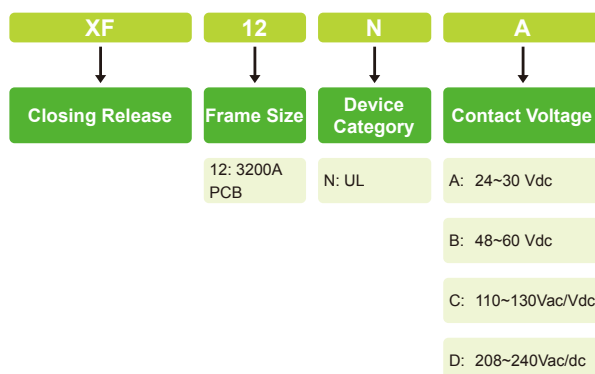 XF 12 N A
Closing Release Frame Size Device Category Contact Voltage
12: 3200A PCB
N: UL
A: 24~30 Vdc
B: 48~60 Vdc
C: 110~130Vac/Vdc
D: 208~240Vac/dc